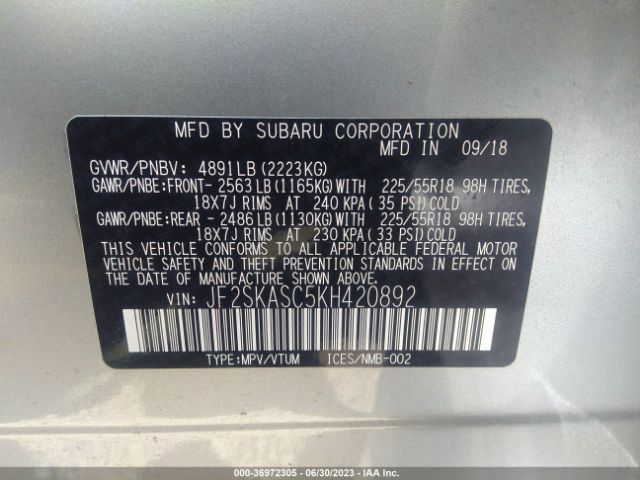 MFD BY SUBARU CORPORATION
MFD IN 09/18
GVWR/PNBV: 4891LB(2223KG)
GAWR/PNBE:FRONT- 2563LB(1165KG)WITH 225/55R18 98H TIRES,
18X7J RIMS AT 240 KPA( 35 PSI)COLD
GAWR/PNBE:REAR - 2486LB(1130KG)WITH 225/55R18 98H TIRES,
18X7J RIMS AT 230 KPA( 33 PSI)COLD
THIS VEHICLE CONFORMS TO ALL APPLICABLE FEDERAL MOTOR
VEHICLE SAFETY AND THEFT PREVENTION STANDARDS IN EFFECT ON
THE DATE OF MANUFACTURE SHOWN ABOVE.
VIN: JF2SKASC5KH420892
TYPE:MPV/VTUM ICES/NMB-002
000-36972305 - 06/30/2023 - IAA Inc.